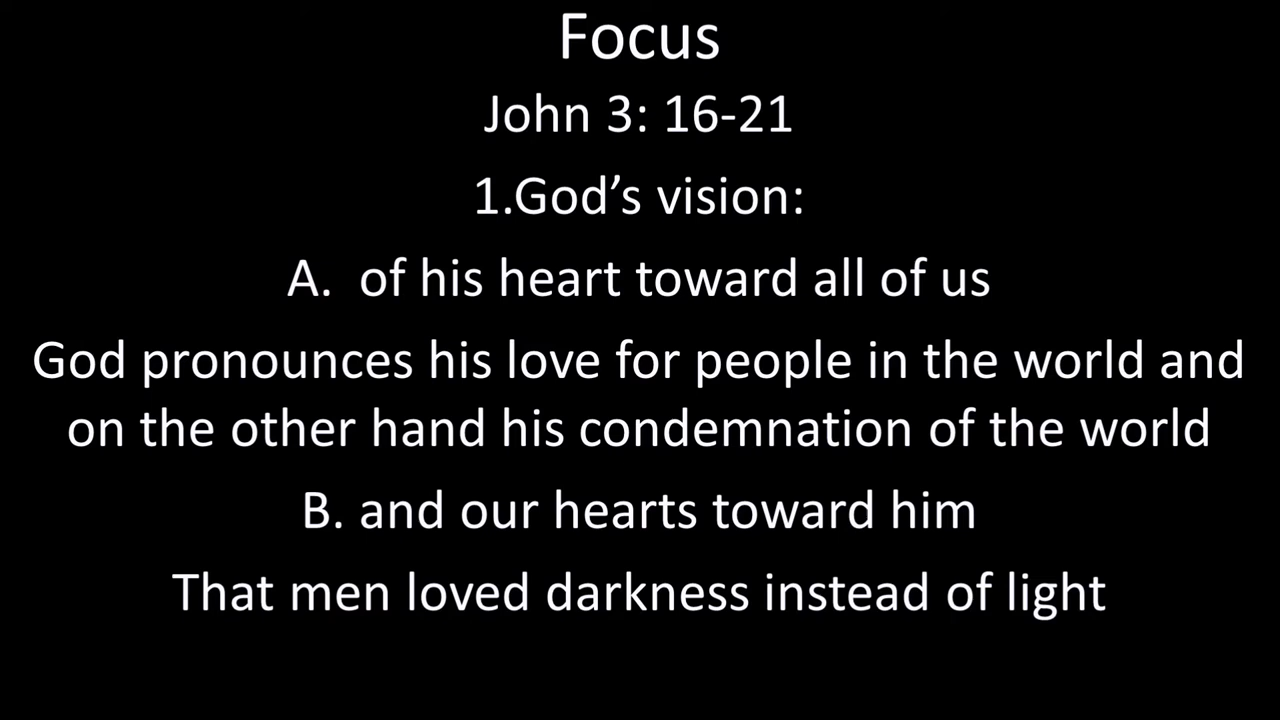 Focus
John 3: 16-21
1.God’s vision:
A.  of his heart toward all of us
God pronounces his love for people in the world and
on the other hand his condemnation of the world
B. and our hearts toward him
That men loved darkness instead of light